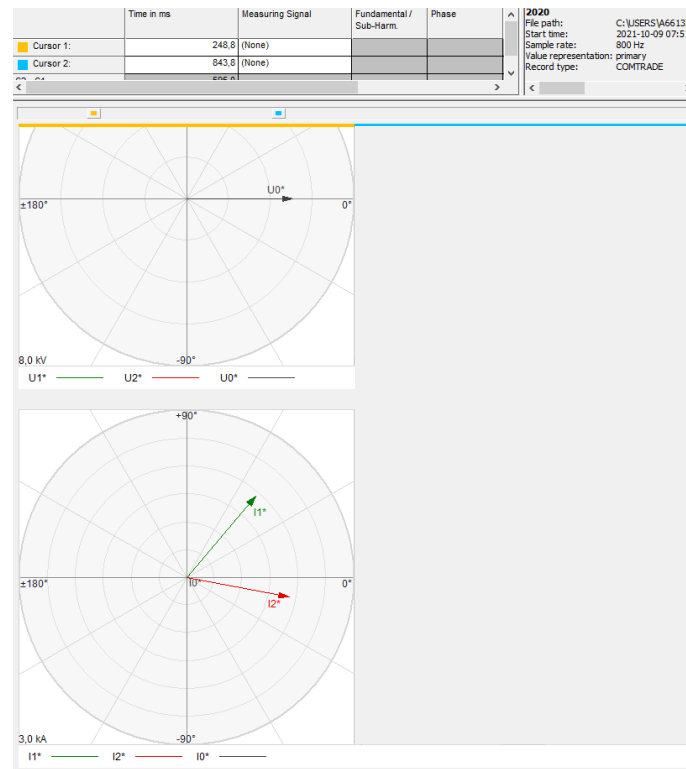 Time in ms Measuring Signal Fundamental / Sub-Harm. Phase
Cursor 1: 248,8 (None)
Cursor 2: 843,8 (None)
2020
File path: C:\USERS\A6613
Start time: 2021-10-09 07:5
Sample rate: 800 Hz
Value representation: primary
Record type: COMTRADE
U0*
±180° 0°
8,0 kV -90°
U1* U2* U0*
+90°
I1*
±180° I0* 0°
I2*
3,0 kA -90°
I1* I2* I0*